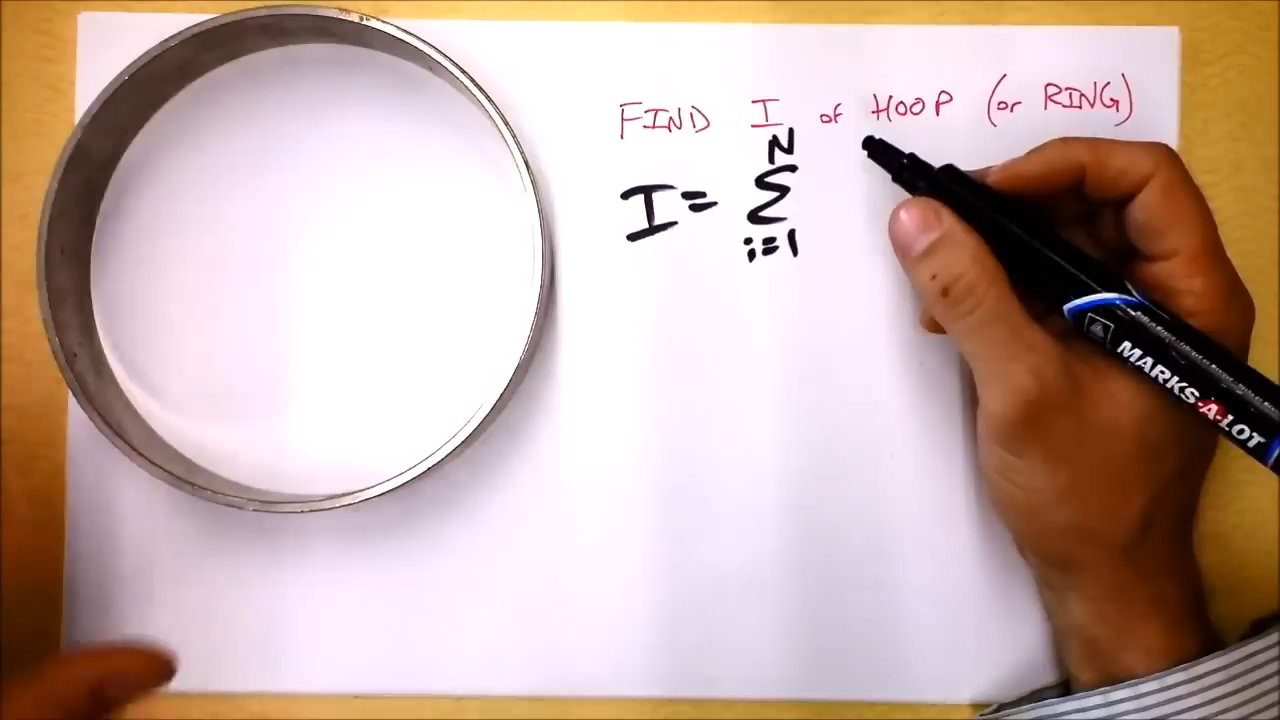 FIND I of HOOP (or RING)
N
I = Σ
i=1
MARKS-A-LOT